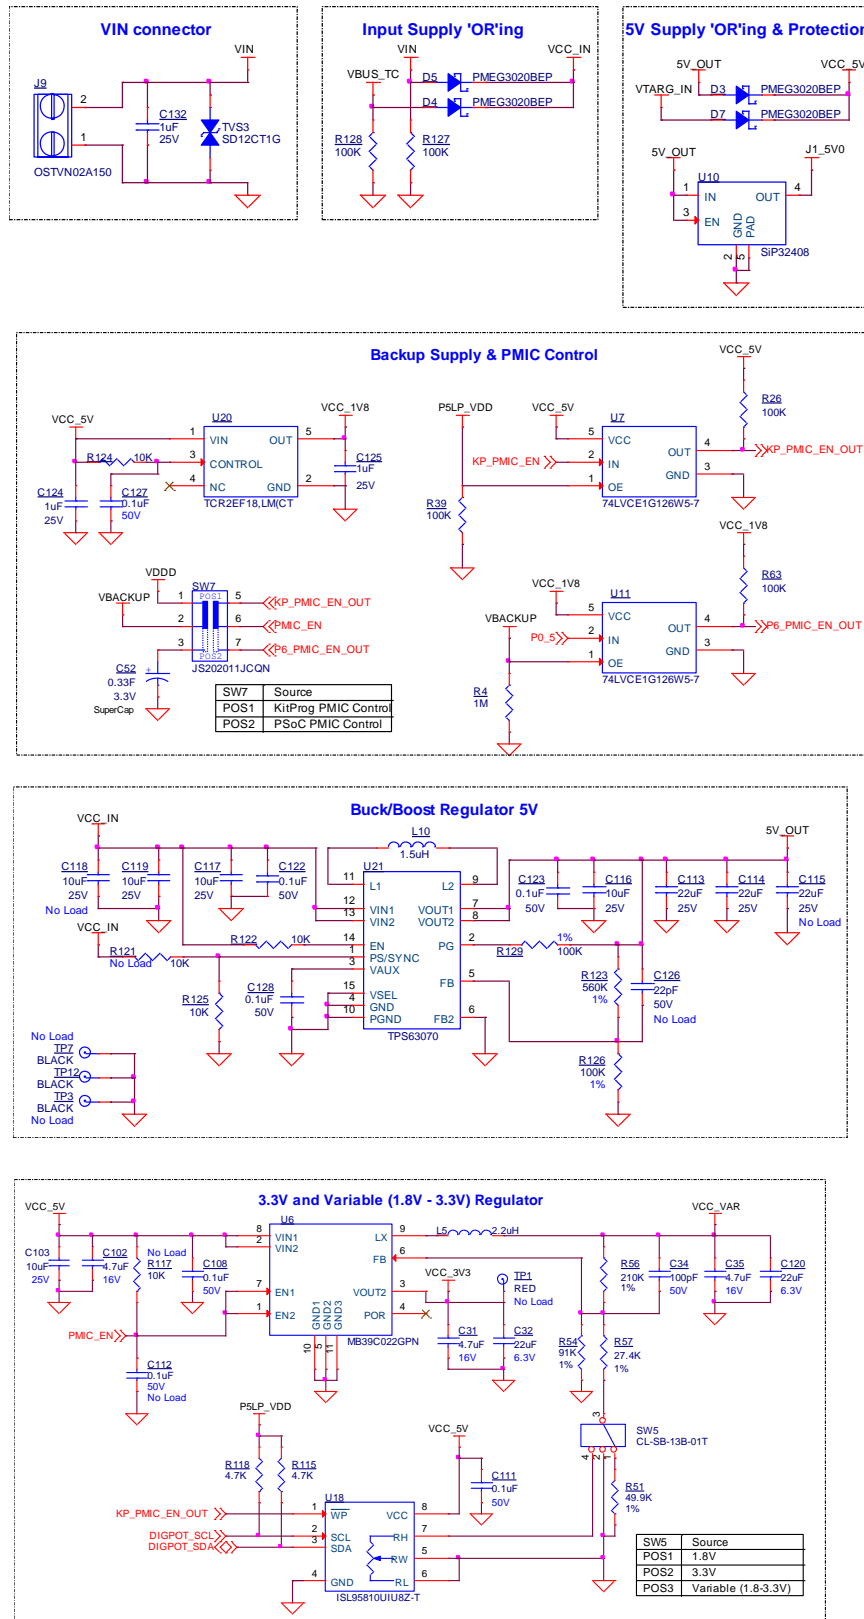 VIN connector
VIN
J9
2
1
C132
1uF
25V
TVS3
SD12CT1G
OSTVN02A150
Input Supply 'OR'ing
VIN
VCC_IN
VBUS_TC
D5
PMEG3020BEP
D4
PMEG3020BEP
R128
100K
R127
100K
5V Supply 'OR'ing & Protection
5V_OUT
VCC_5V
VTARG_IN
D3
PMEG3020BEP
D7
PMEG3020BEP
5V_OUT
J1_5V0
U10
1
IN
OUT
4
3
EN
GND
PAD
2
5
SiP32408
Backup Supply & PMIC Control
VCC_5V
U20
VCC_1V8
1
VIN
OUT
5
R124
10K
3
CONTROL
4
NC
GND
2
TCR2EF18,LM(CT
C124
1uF
25V
C127
0.1uF
50V
C125
1uF
25V
P5LP_VDD
VCC_5V
U7
VCC_5V
R26
100K
5
VCC
OUT
4
KP_PMIC_EN_OUT
KP_PMIC_EN
2
IN
GND
3
1
OE
74LVCE1G126W5-7
R39
100K
VDDD
SW7
VBACKUP
POS1
1
5
KP_PMIC_EN_OUT
2
6
PMIC_EN
3
7
P6_PMIC_EN_OUT
POS2
JS202011JCQN
C52
0.33F
3.3V
SuperCap
SW7 Source
POS1 KitProg PMIC Control
POS2 PSoC PMIC Control
VCC_1V8
U11
VCC_1V8
R63
100K
VBACKUP
5
VCC
OUT
4
P6_PMIC_EN_OUT
P0_5
2
IN
GND
3
1
OE
74LVCE1G126W5-7
R4
1M
Buck/Boost Regulator 5V
VCC_IN
L10
1.5uH
5V_OUT
C118
10uF
25V
No Load
C119
10uF
25V
C117
10uF
25V
C122
0.1uF
50V
U21
11
L1
L2
9
12
VIN1
VOUT1
7
13
VIN2
VOUT2
8
14
EN
PG
2
1
PS/SYNC
3
VAUX
FB
5
15
VSEL
4
GND
10
PGND
FB2
6
TPS63070
C123
0.1uF
50V
C116
10uF
25V
C113
22uF
25V
C114
22uF
25V
C115
22uF
25V
No Load
VCC_IN
R121
No Load
10K
R122
10K
R125
10K
C128
0.1uF
50V
R129
1%
100K
R123
560K
1%
C126
22pF
50V
No Load
R126
100K
1%
No Load
TP7
BLACK
TP12
BLACK
TP3
BLACK
No Load
3.3V and Variable (1.8V - 3.3V) Regulator
VCC_5V
U6
VCC_VAR
8
VIN1
LX
9
L5
2.2uH
2
VIN2
FB
6
7
EN1
VOUT2
3
1
EN2
POR
4
GND1
GND2
GND3
10
5
11
MB39C022GPN
C103
10uF
25V
C102
4.7uF
16V
No Load
R117
10K
C108
0.1uF
50V
PMIC_EN
C112
0.1uF
50V
No Load
VCC_3V3
TP1
RED
No Load
C31
4.7uF
16V
C32
22uF
6.3V
R56
210K
1%
C34
100pF
50V
C35
4.7uF
16V
C120
22uF
6.3V
R54
91K
1%
R57
27.4K
1%
3
SW5
CL-SB-13B-01T
4
2
1
R51
49.9K
1%
P5LP_VDD
R118
4.7K
R115
4.7K
VCC_5V
C111
0.1uF
50V
U18
KP_PMIC_EN_OUT
1
WP
VCC
8
DIGPOT_SCL
2
SCL
RH
7
DIGPOT_SDA
3
SDA
RW
5
4
GND
RL
6
ISL95810UIU8Z-T
SW5 Source
POS1 1.8V
POS2 3.3V
POS3 Variable (1.8-3.3V)